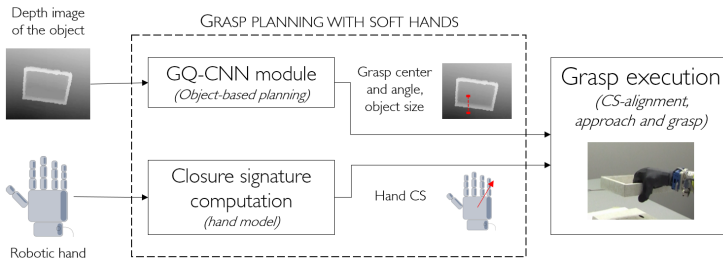 Depth image
of the object
GRASP PLANNING WITH SOFT HANDS
GQ-CNN module
(Object-based planning)
Grasp center
and angle,
object size
Grasp execution
(CS-alignment,
approach and grasp)
Closure signature
computation
(hand model)
Hand CS
Robotic hand